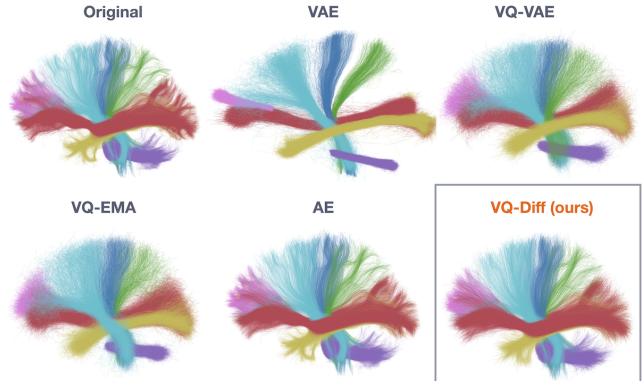 Original
VAE
VQ-VAE
VQ-EMA
AE
VQ-Diff (ours)